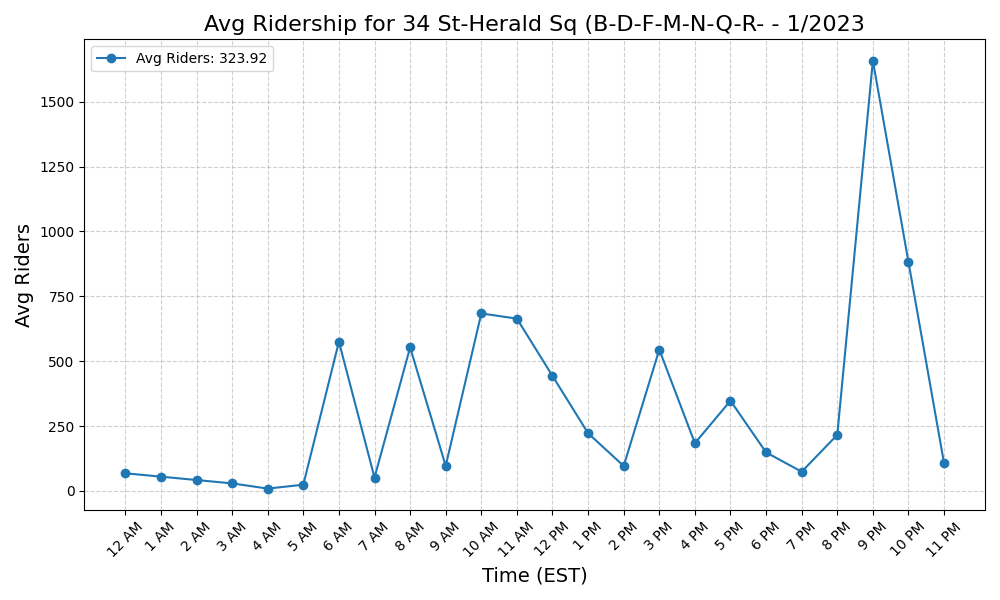 Avg Ridership for 34 St-Herald Sq (B-D-F-M-N-Q-R- - 1/2023
Avg Riders: 323.92
Avg Riders
1500
1250
1000
750
500
250
0
12 AM
1 AM
2 AM
3 AM
4 AM
5 AM
6 AM
7 AM
8 AM
9 AM
10 AM
11 AM
12 PM
1 PM
2 PM
3 PM
4 PM
5 PM
6 PM
7 PM
8 PM
9 PM
10 PM
11 PM
Time (EST)